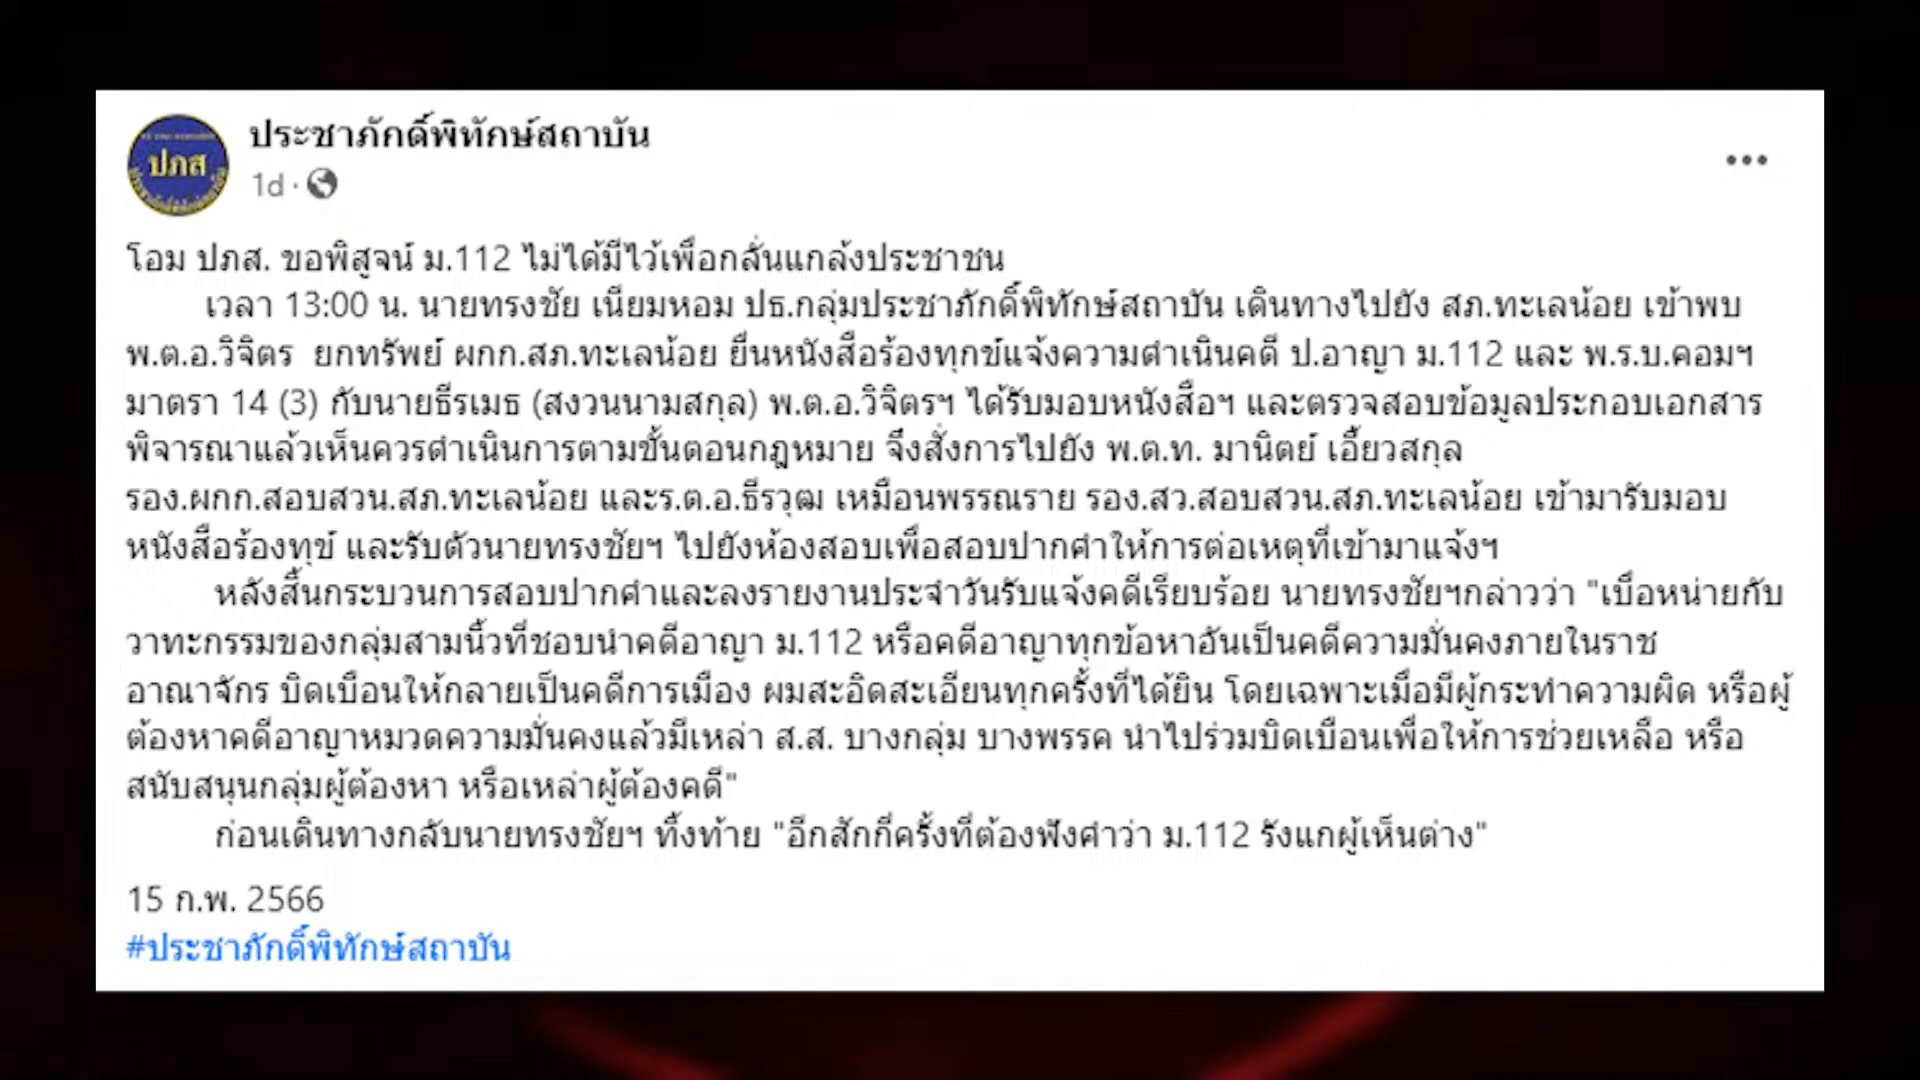 ประชาภักดิ์พิทักษ์สถาบัน
1d ·
ปภส
โอม ปภส. ขอพิสูจน์ ม.112 ไม่ได้มีไว้เพื่อกลั่นแกล้งประชาชน
เวลา 13:00 น. นายทรงชัย เนียมหอม ปธ.กลุ่มประชาภักดิ์พิทักษ์สถาบัน เดินทางไปยัง สภ.ทะเลน้อย เข้าพบ
พ.ต.อ.วิจิตร ยกทรัพย์ ผกก.สภ.ทะเลน้อย ยื่นหนังสือร้องทุกข์แจ้งความดำเนินคดี ป.อาญา ม.112 และ พ.ร.บ.คอมฯ
มาตรา 14 (3) กับนายธีรเมธ (สงวนนามสกุล) พ.ต.อ.วิจิตรฯ ได้รับมอบหนังสือฯ และตรวจสอบข้อมูลประกอบเอกสาร
พิจารณาแล้วเห็นควรดำเนินการตามขั้นตอนกฎหมาย จึงสั่งการไปยัง พ.ต.ท. มานิตย์ เอี้ยวสกุล
รอง.ผกก.สอบสวน.สภ.ทะเลน้อย และร.ต.อ.ธีรวุฒ เหมือนพรรณราย รอง.สว.สอบสวน.สภ.ทะเลน้อย เข้ามารับมอบ
หนังสือร้องทุข์ และรับตัวนายทรงชัยฯ ไปยังห้องสอบเพื่อสอบปากคำให้การต่อเหตุที่เข้ามาแจ้งฯ
หลังสิ้นกระบวนการสอบปากคำและลงรายงานประจำวันรับแจ้งคดีเรียบร้อย นายทรงชัยฯกล่าวว่า "เบื่อหน่ายกับ
วาทะกรรมของกลุ่มสามนิ้วที่ชอบนำคดีอาญา ม.112 หรือคดีอาญาทุกข้อหาอันเป็นคดีความมั่นคงภายในราช
อาณาจักร บิดเบือนให้กลายเป็นคดีการเมือง ผมสะอิดสะเอียนทุกครั้งที่ได้ยิน โดยเฉพาะเมื่อมีผู้กระทำความผิด หรือผู้
ต้องหาคดีอาญาหมวดความมั่นคงแล้วมีเหล่า ส.ส. บางกลุ่ม บางพรรค นำไปร่วมบิดเบือนเพื่อให้การช่วยเหลือ หรือ
สนับสนุนกลุ่มผู้ต้องหา หรือเหล่าผู้ต้องคดี"
ก่อนเดินทางกลับนายทรงชัยฯ ทิ้งท้าย "อีกสักกี่ครั้งที่ต้องฟังคำว่า ม.112 รังแกผู้เห็นต่าง"
15 ก.พ. 2566
#ประชาภักดิ์พิทักษ์สถาบัน